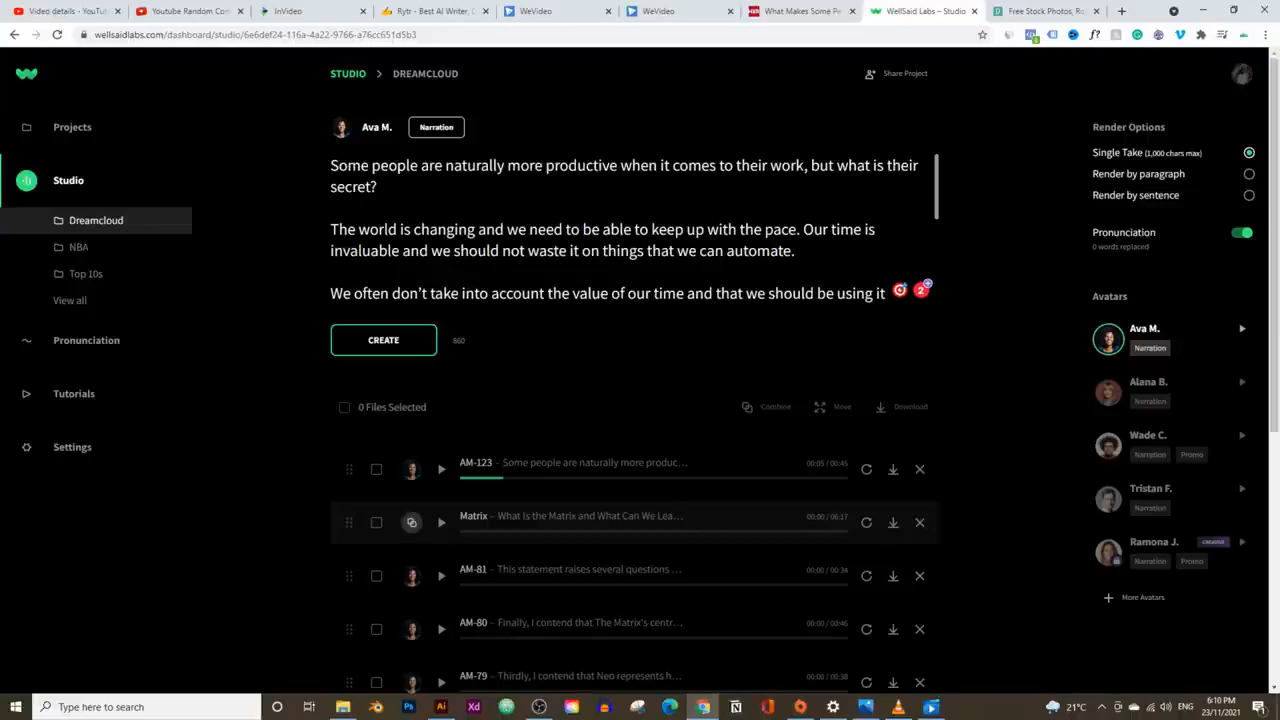 Video details - YouTu
Youtube Random Com
InVideo
Rytr - Best AI Writer, C
WeVideo
WeVideo
What Makes Some Pe
WellSaid Labs – Studio
Free Stock Photos, Ro
wellsaidlabs.com/dashboard/studio/6e6def24-116a-4a22-9766-a76cc651d5b3
STUDIO > DREAMCLOUD
Share Project
Projects
Studio
Dreamcloud
NBA
Top 10s
View all
Pronunciation
Tutorials
Settings
Ava M. Narration
Some people are naturally more productive when it comes to their work, but what is their
secret?
The world is changing and we need to be able to keep up with the pace. Our time is
invaluable and we should not waste it on things that we can automate.
We often don’t take into account the value of our time and that we should be using it
2
CREATE 860
0 Files Selected
Combine Move Download
AM-123 – Some people are naturally more produc… 00:05 / 00:45
Matrix – What Is the Matrix and What Can We Lea… 00:00 / 06:17
AM-81 – This statement raises several questions … 00:00 / 00:34
AM-80 – Finally, I contend that The Matrix's centr… 00:00 / 00:46
AM-79 – Thirdly, I contend that Neo represents h… 00:00 / 00:38
Render Options
Single Take (1,000 chars max)
Render by paragraph
Render by sentence
Pronunciation
0 words replaced
Avatars
Ava M.
Narration
Alana B.
Narration
Wade C.
Narration Promo
Tristan F.
Narration
Ramona J. CREATIVE
Narration Promo
More Avatars
Type here to search
Ps
Ai
Xd
21°C
ENG
6:10 PM
23/11/2021